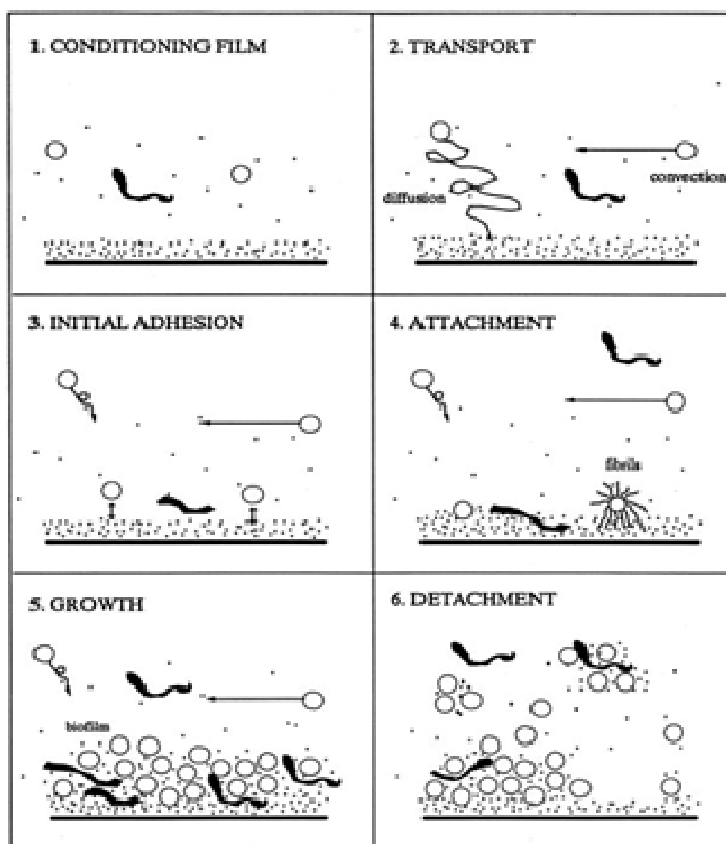 1. CONDITIONING FILM
2. TRANSPORT
diffusion
convection
3. INITIAL ADHESION
4. ATTACHMENT
fibrils
5. GROWTH
biofilm
6. DETACHMENT